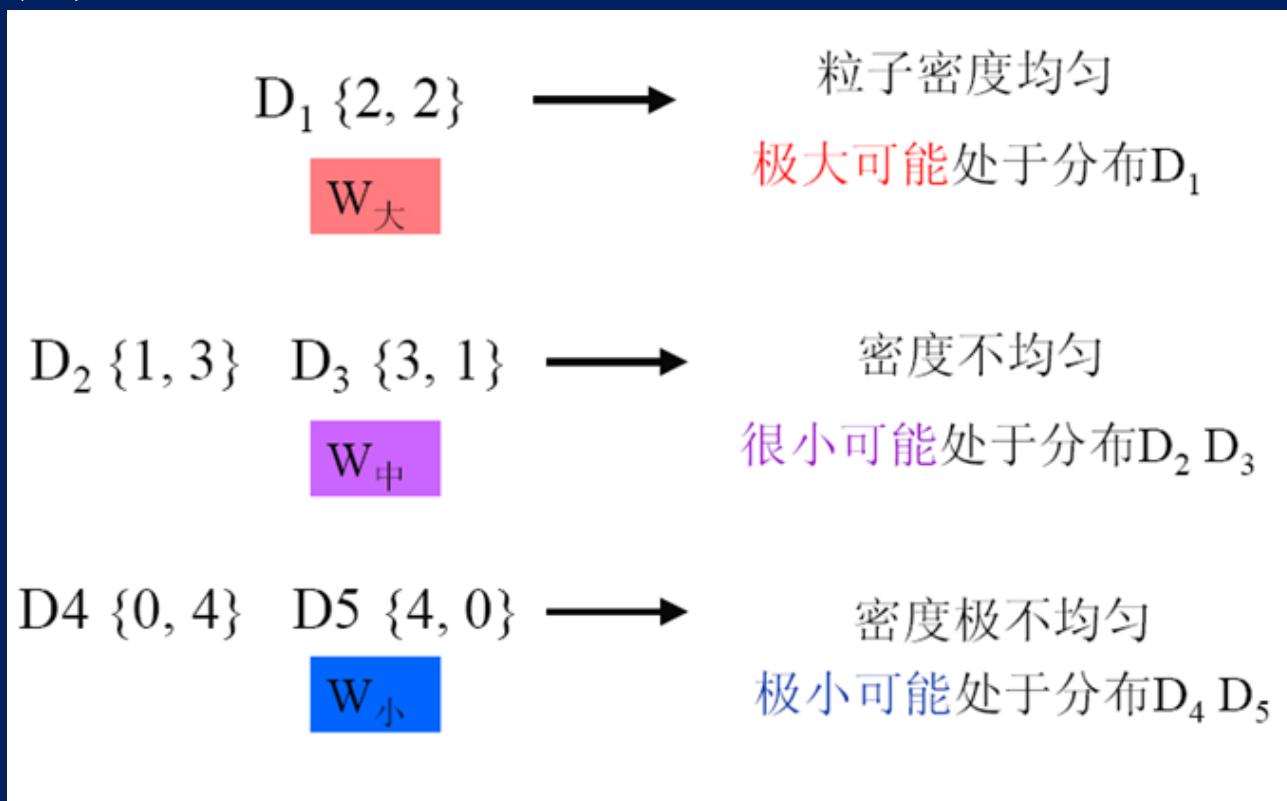 D₁ {2, 2}
粒子密度均匀
极大可能处于分布D₁
W大
D₂ {1, 3} D₃ {3, 1}
密度不均匀
很小可能处于分布D₂ D₃
W中
D4 {0, 4} D5 {4, 0}
密度极不均匀
极小可能处于分布D₄ D₅
W小